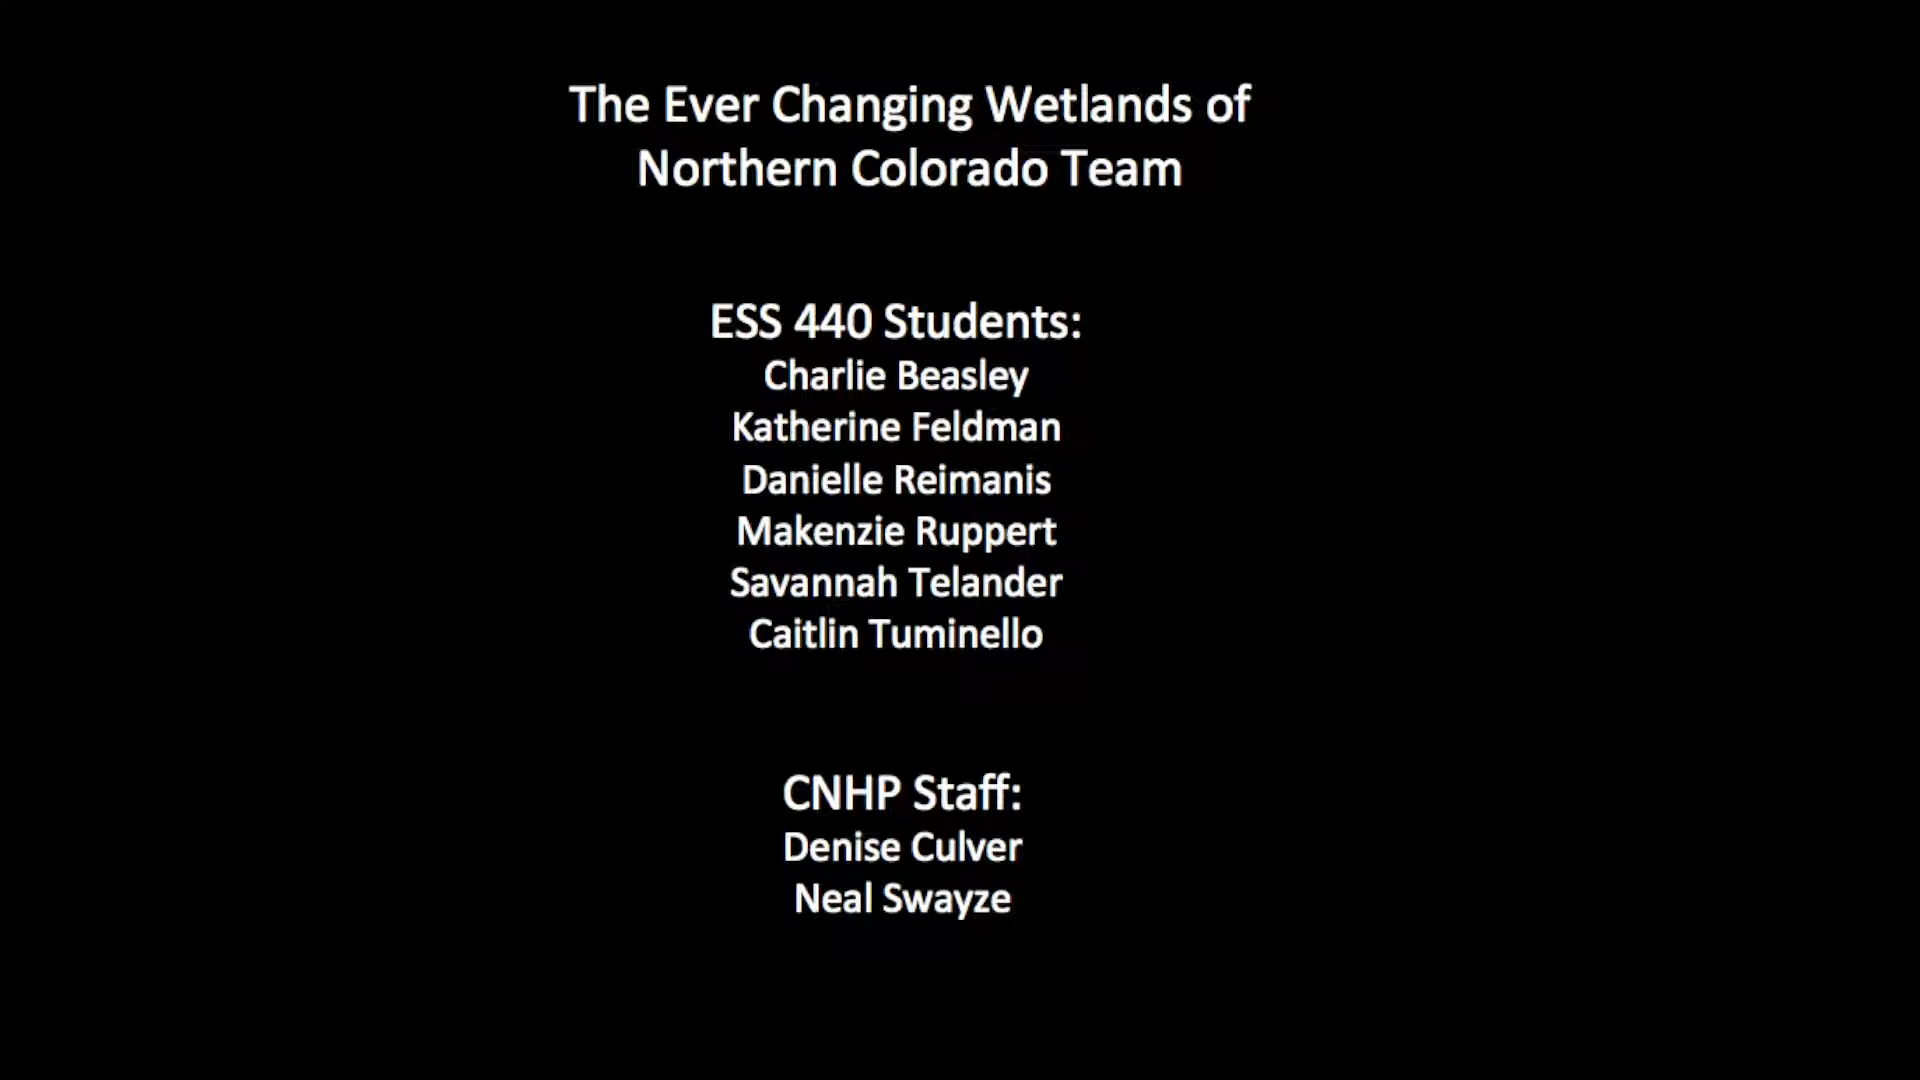 The Ever Changing Wetlands of
Northern Colorado Team
ESS 440 Students:
Charlie Beasley
Katherine Feldman
Danielle Reimanis
Makenzie Ruppert
Savannah Telander
Caitlin Tuminello
CNHP Staff:
Denise Culver
Neal Swayze